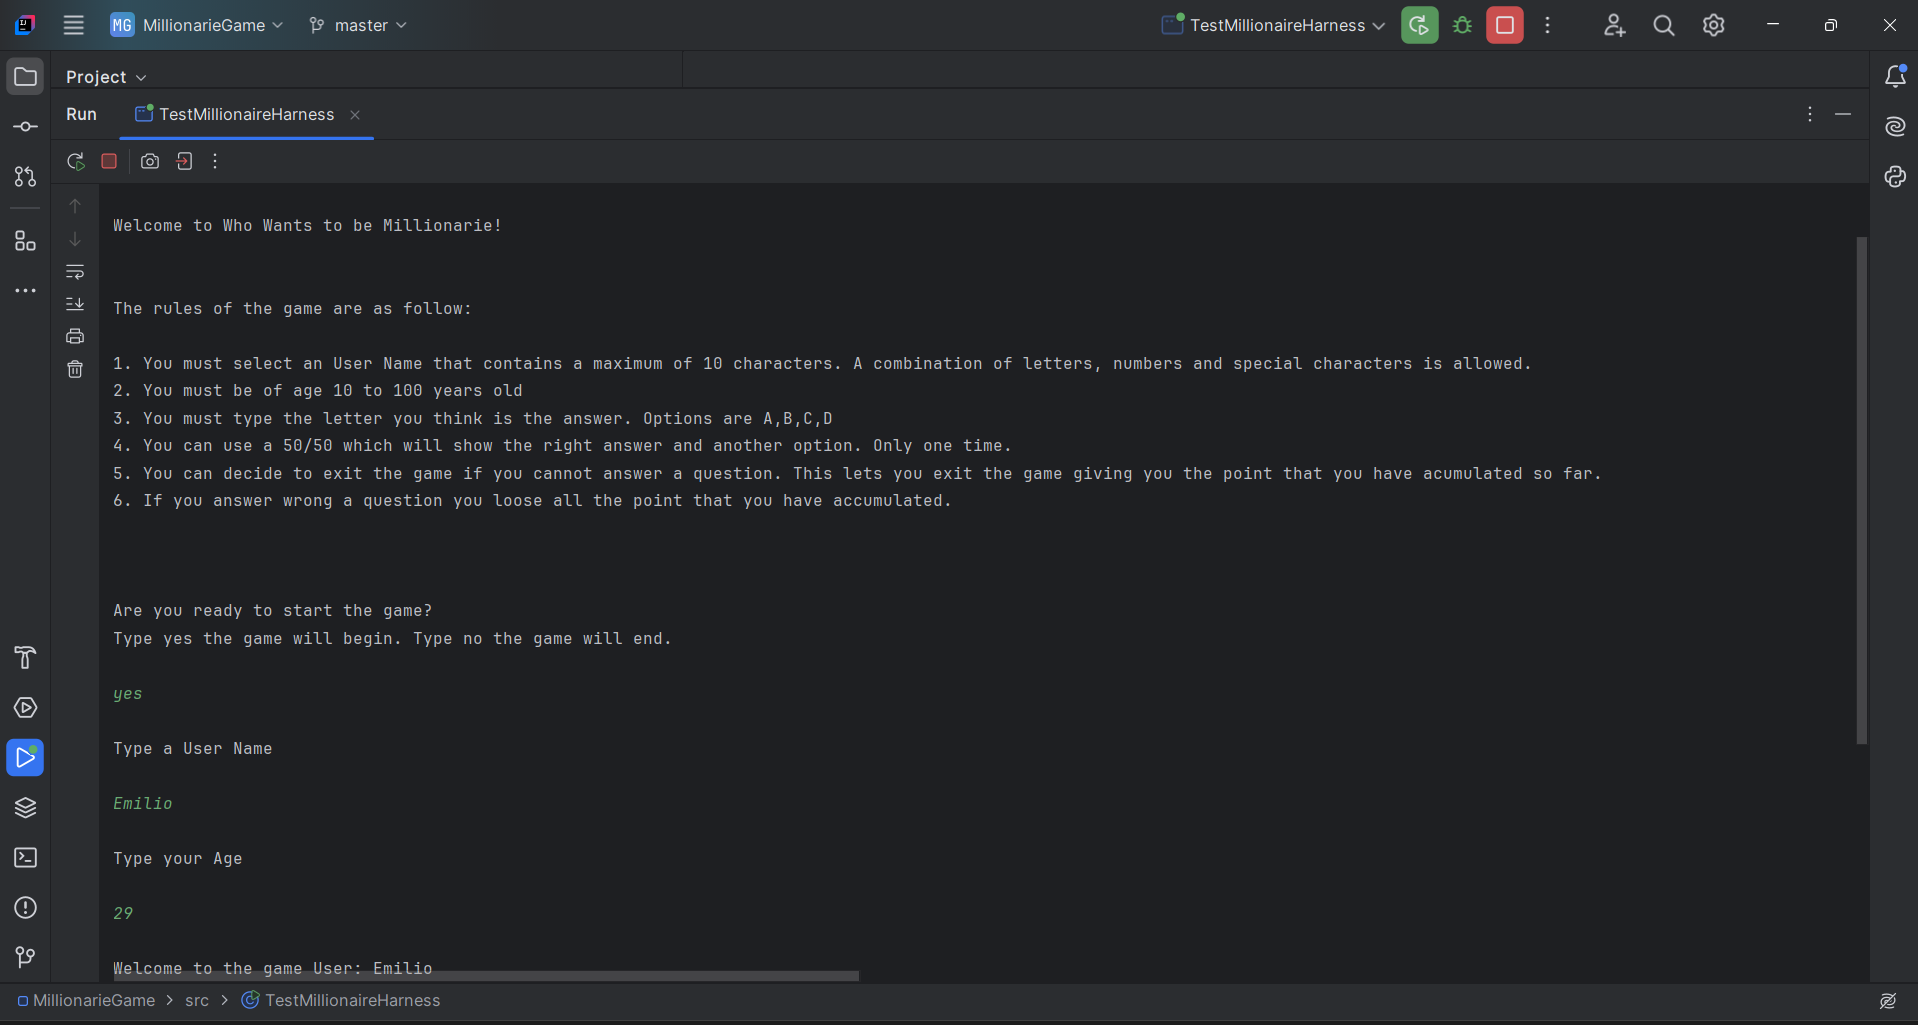 MG MillionarieGame master TestMillionaireHarness
Project
Run TestMillionaireHarness
Welcome to Who Wants to be Millionarie!
The rules of the game are as follow:
1. You must select an User Name that contains a maximum of 10 characters. A combination of letters, numbers and special characters is allowed.
2. You must be of age 10 to 100 years old
3. You must type the letter you think is the answer. Options are A,B,C,D
4. You can use a 50/50 which will show the right answer and another option. Only one time.
5. You can decide to exit the game if you cannot answer a question. This lets you exit the game giving you the point that you have acumulated so far.
6. If you answer wrong a question you loose all the point that you have accumulated.
Are you ready to start the game?
Type yes the game will begin. Type no the game will end.
yes
Type a User Name
Emilio
Type your Age
29
Welcome to the game User: Emilio
MillionarieGame > src > TestMillionaireHarness